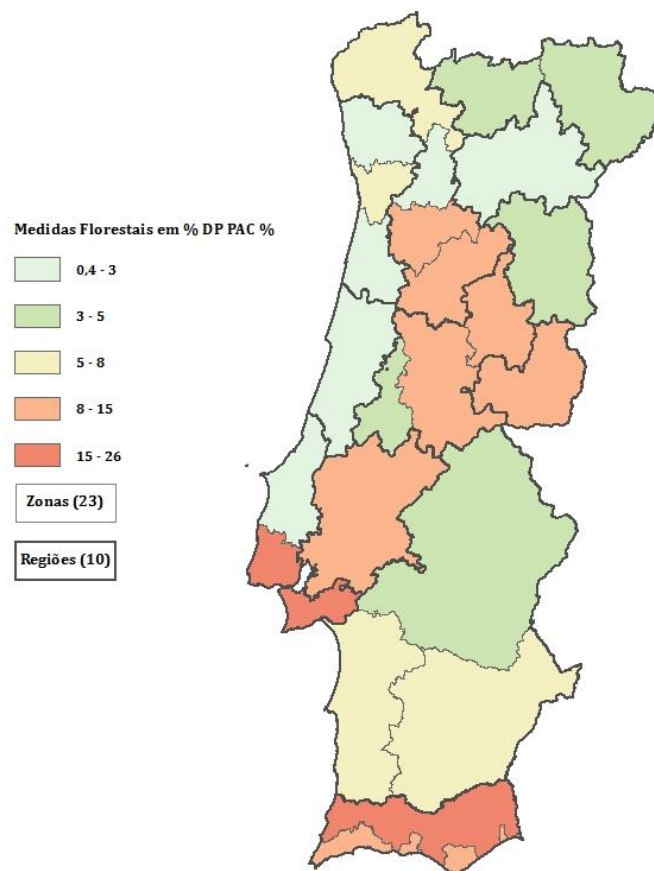 Medidas Florestais em % DP PAC %
0,4 - 3
3 - 5
5 - 8
8 - 15
15 - 26
Zonas (23)
Regiões (10)